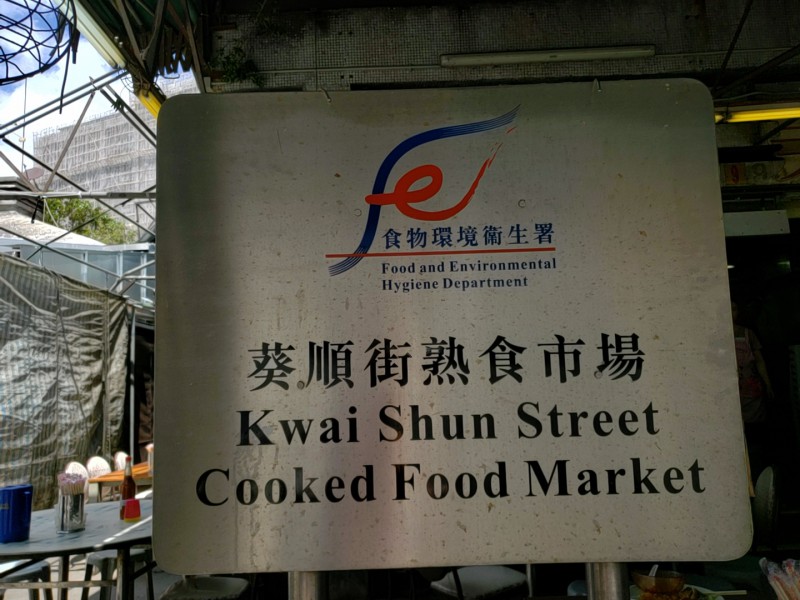 食物環境衞生署
Food and Environmental
Hygiene Department
葵順街熟食市場
Kwai Shun Street
Cooked Food Market